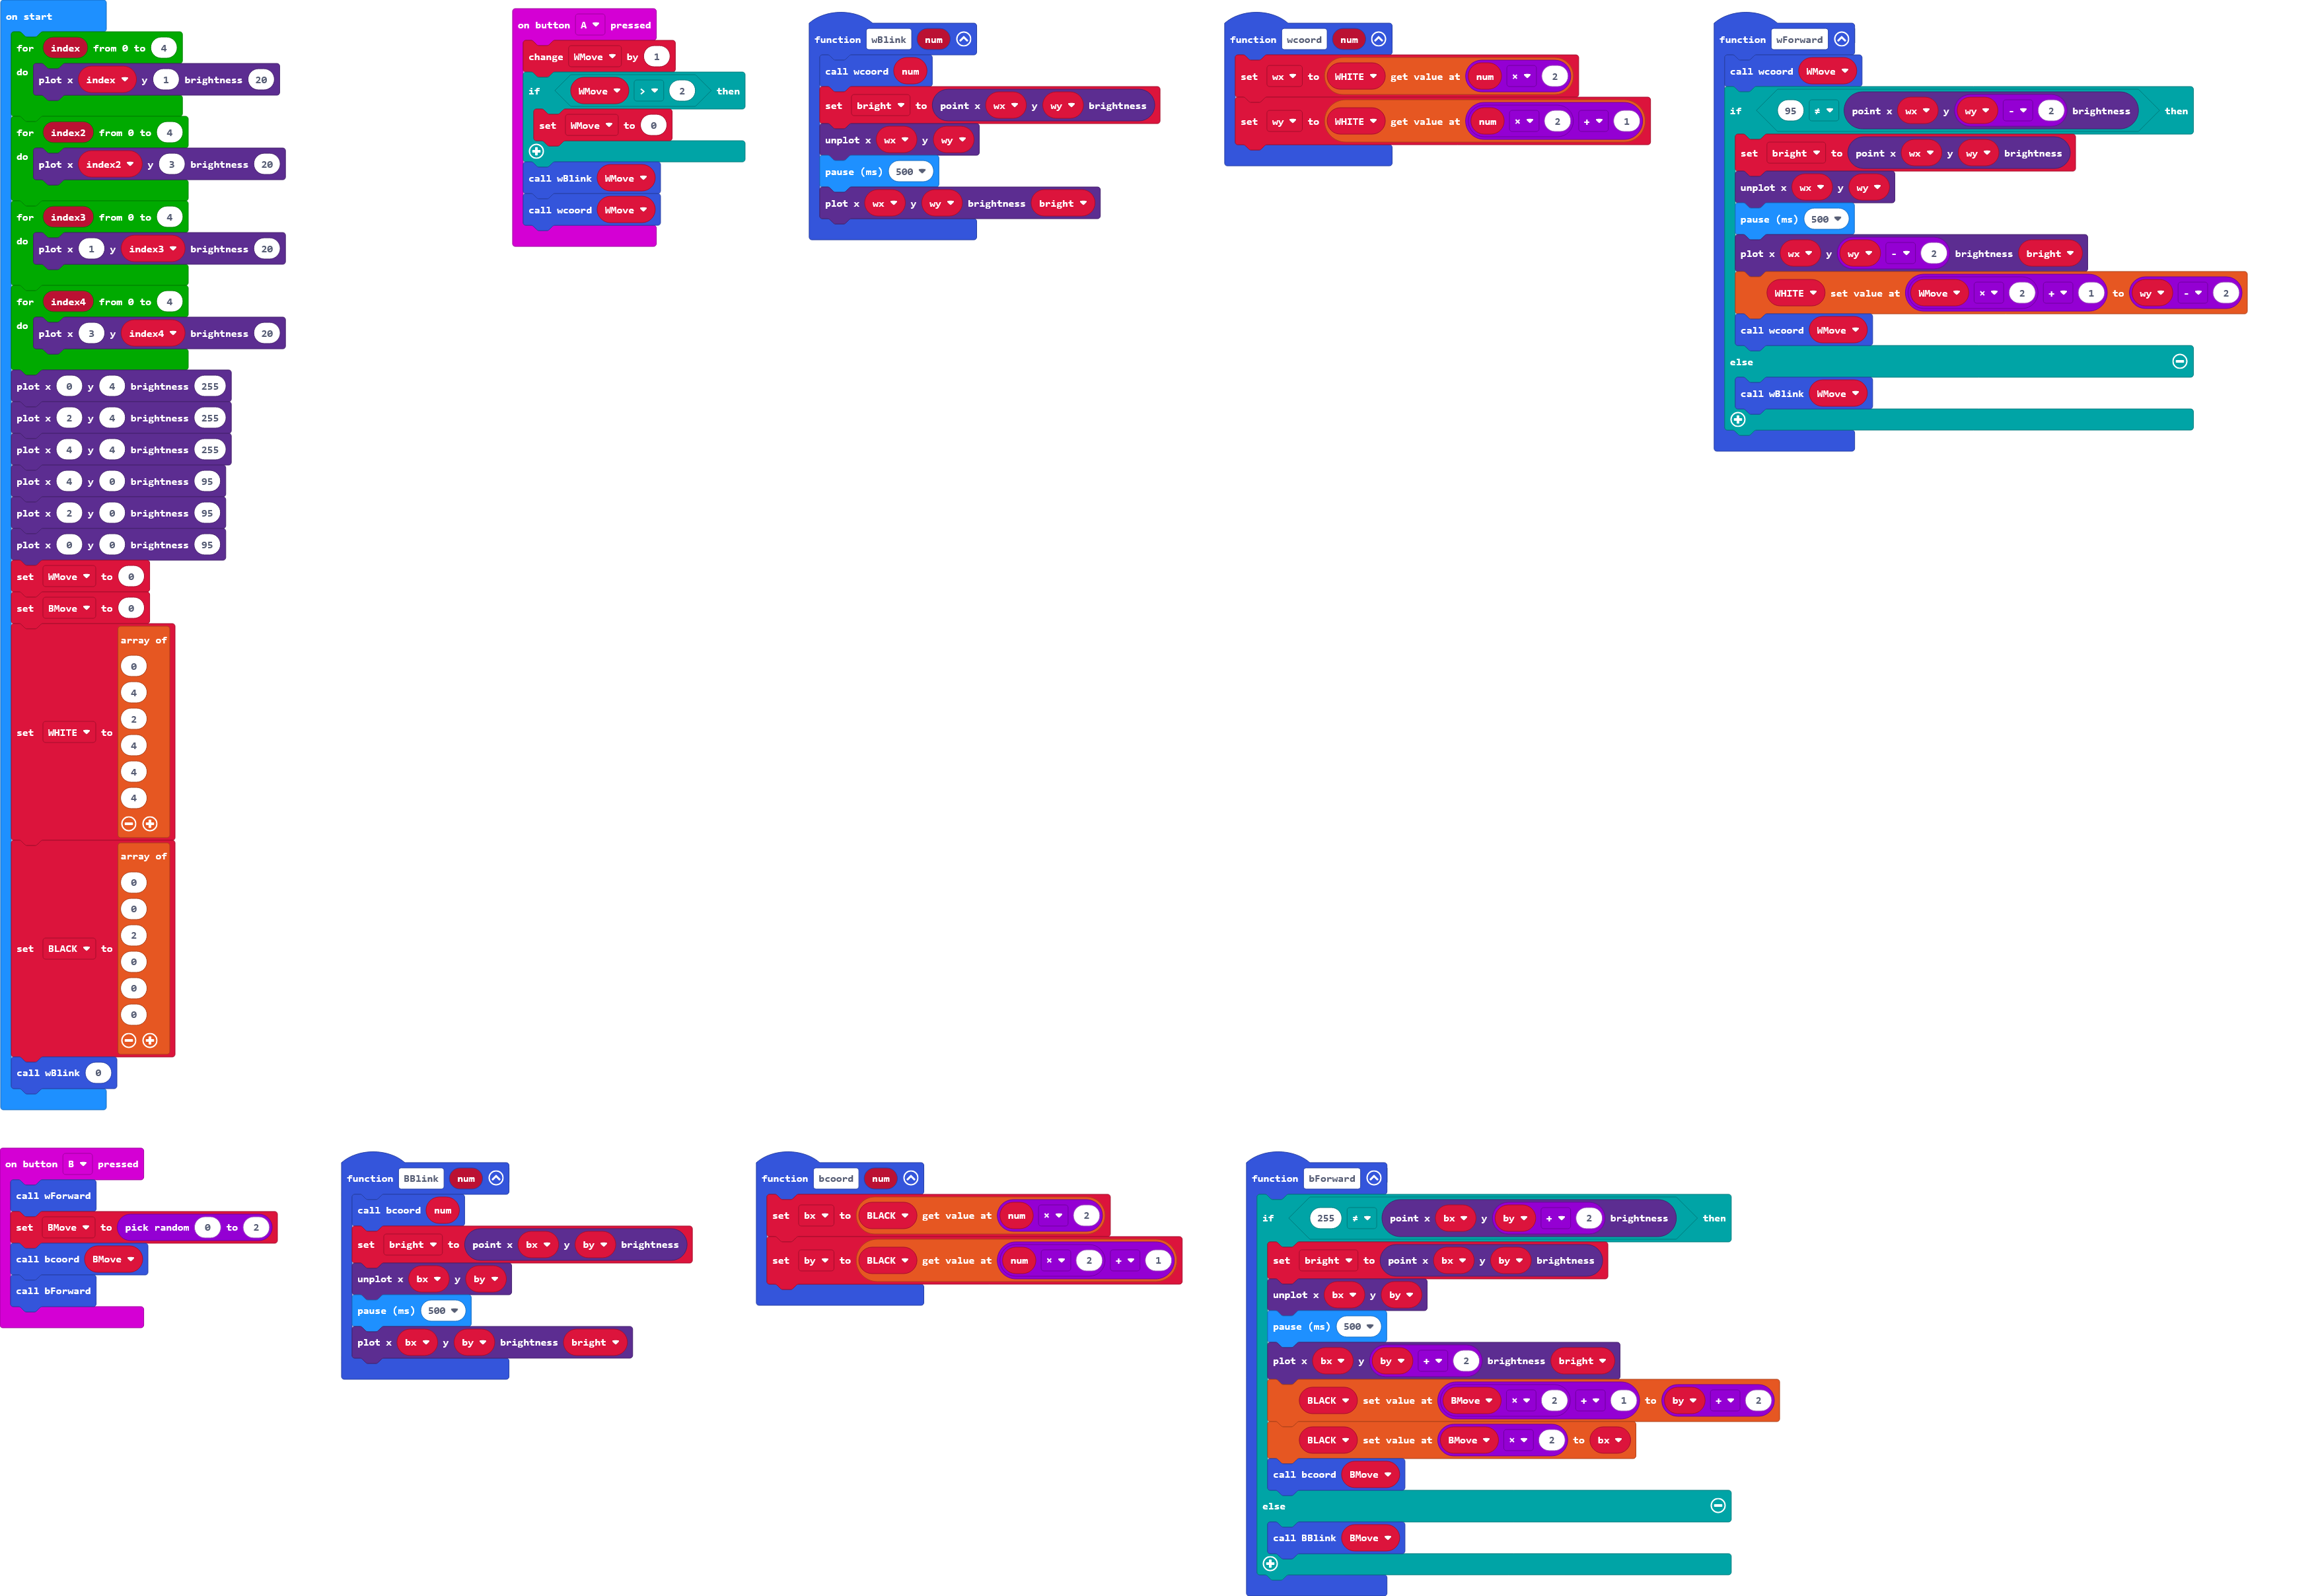 on start
for index from 0 to 4
do
plot x index y 1 brightness 20
for index2 from 0 to 4
do
plot x index2 y 3 brightness 20
for index3 from 0 to 4
do
plot x 1 y index3 brightness 20
for index4 from 0 to 4
do
plot x 3 y index4 brightness 20
plot x 0 y 4 brightness 255
plot x 2 y 4 brightness 255
plot x 4 y 4 brightness 255
plot x 4 y 0 brightness 95
plot x 2 y 0 brightness 95
plot x 0 y 0 brightness 95
set WMove to 0
set BMove to 0
set WHITE to
array of
0
4
2
4
4
4
set BLACK to
array of
0
0
2
0
0
0
call wBlink 0
on button A pressed
change WMove by 1
if WMove > 2 then
set WMove to 0
call wBlink WMove
call wcoord WMove
function wBlink num
call wcoord num
set bright to point x wx y wy brightness
unplot x wx y wy
pause (ms) 500
plot x wx y wy brightness bright
function wcoord num
set wx to WHITE get value at num × 2
set wy to WHITE get value at num × 2 + 1
function wForward
call wcoord WMove
if 95 ≠ point x wx y wy - 2 brightness then
set bright to point x wx y wy brightness
unplot x wx y wy
pause (ms) 500
plot x wx y wy - 2 brightness bright
WHITE set value at WMove × 2 + 1 to wy - 2
call wcoord WMove
else
call wBlink WMove
on button B pressed
call wForward
set BMove to pick random 0 to 2
call bcoord BMove
call bForward
function BBlink num
call bcoord num
set bright to point x bx y by brightness
unplot x bx y by
pause (ms) 500
plot x bx y by brightness bright
function bcoord num
set bx to BLACK get value at num × 2
set by to BLACK get value at num × 2 + 1
function bForward
if 255 ≠ point x bx y by + 2 brightness then
set bright to point x bx y by brightness
unplot x bx y by
pause (ms) 500
plot x bx y by + 2 brightness bright
BLACK set value at BMove × 2 + 1 to by + 2
BLACK set value at BMove × 2 to bx
call bcoord BMove
else
call BBlink BMove